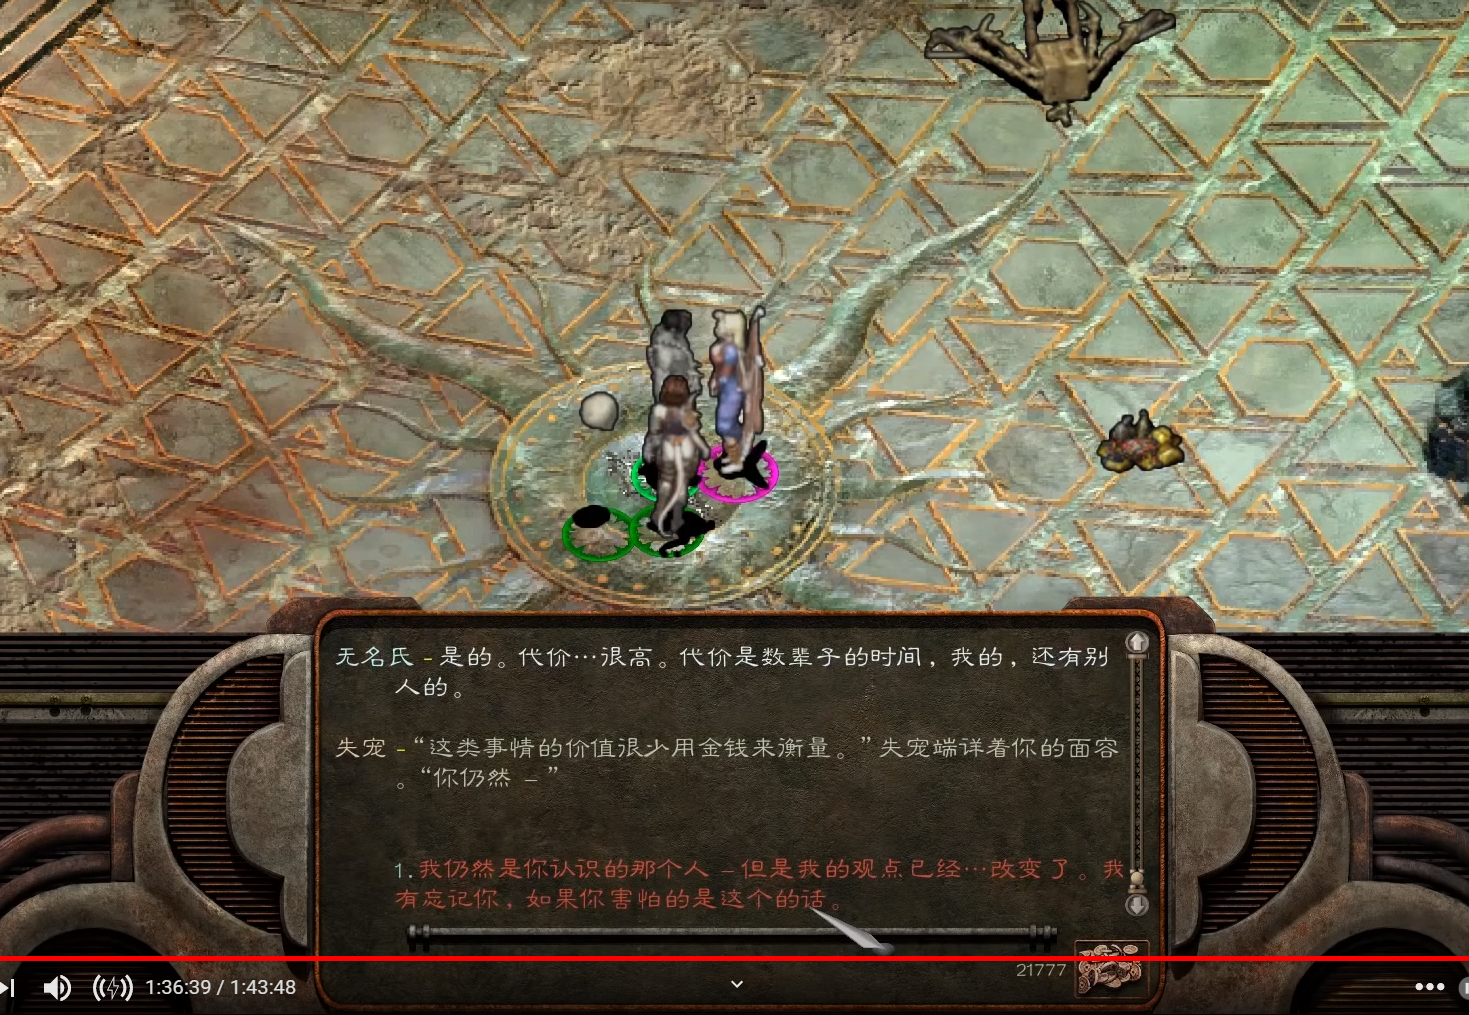 无名氏 - 是的。代价…很高。代价是数辈子的时间，我的，还有别
人的。
失宠 - “这类事情的价值很少用金钱来衡量。”失宠端详着你的面容
。“你仍然 – ”
1. 我仍然是你认识的那个人 – 但是我的观点已经…改变了。我
有忘记你，如果你害怕的是这个的话。
21777
1:36:39 / 1:43:48